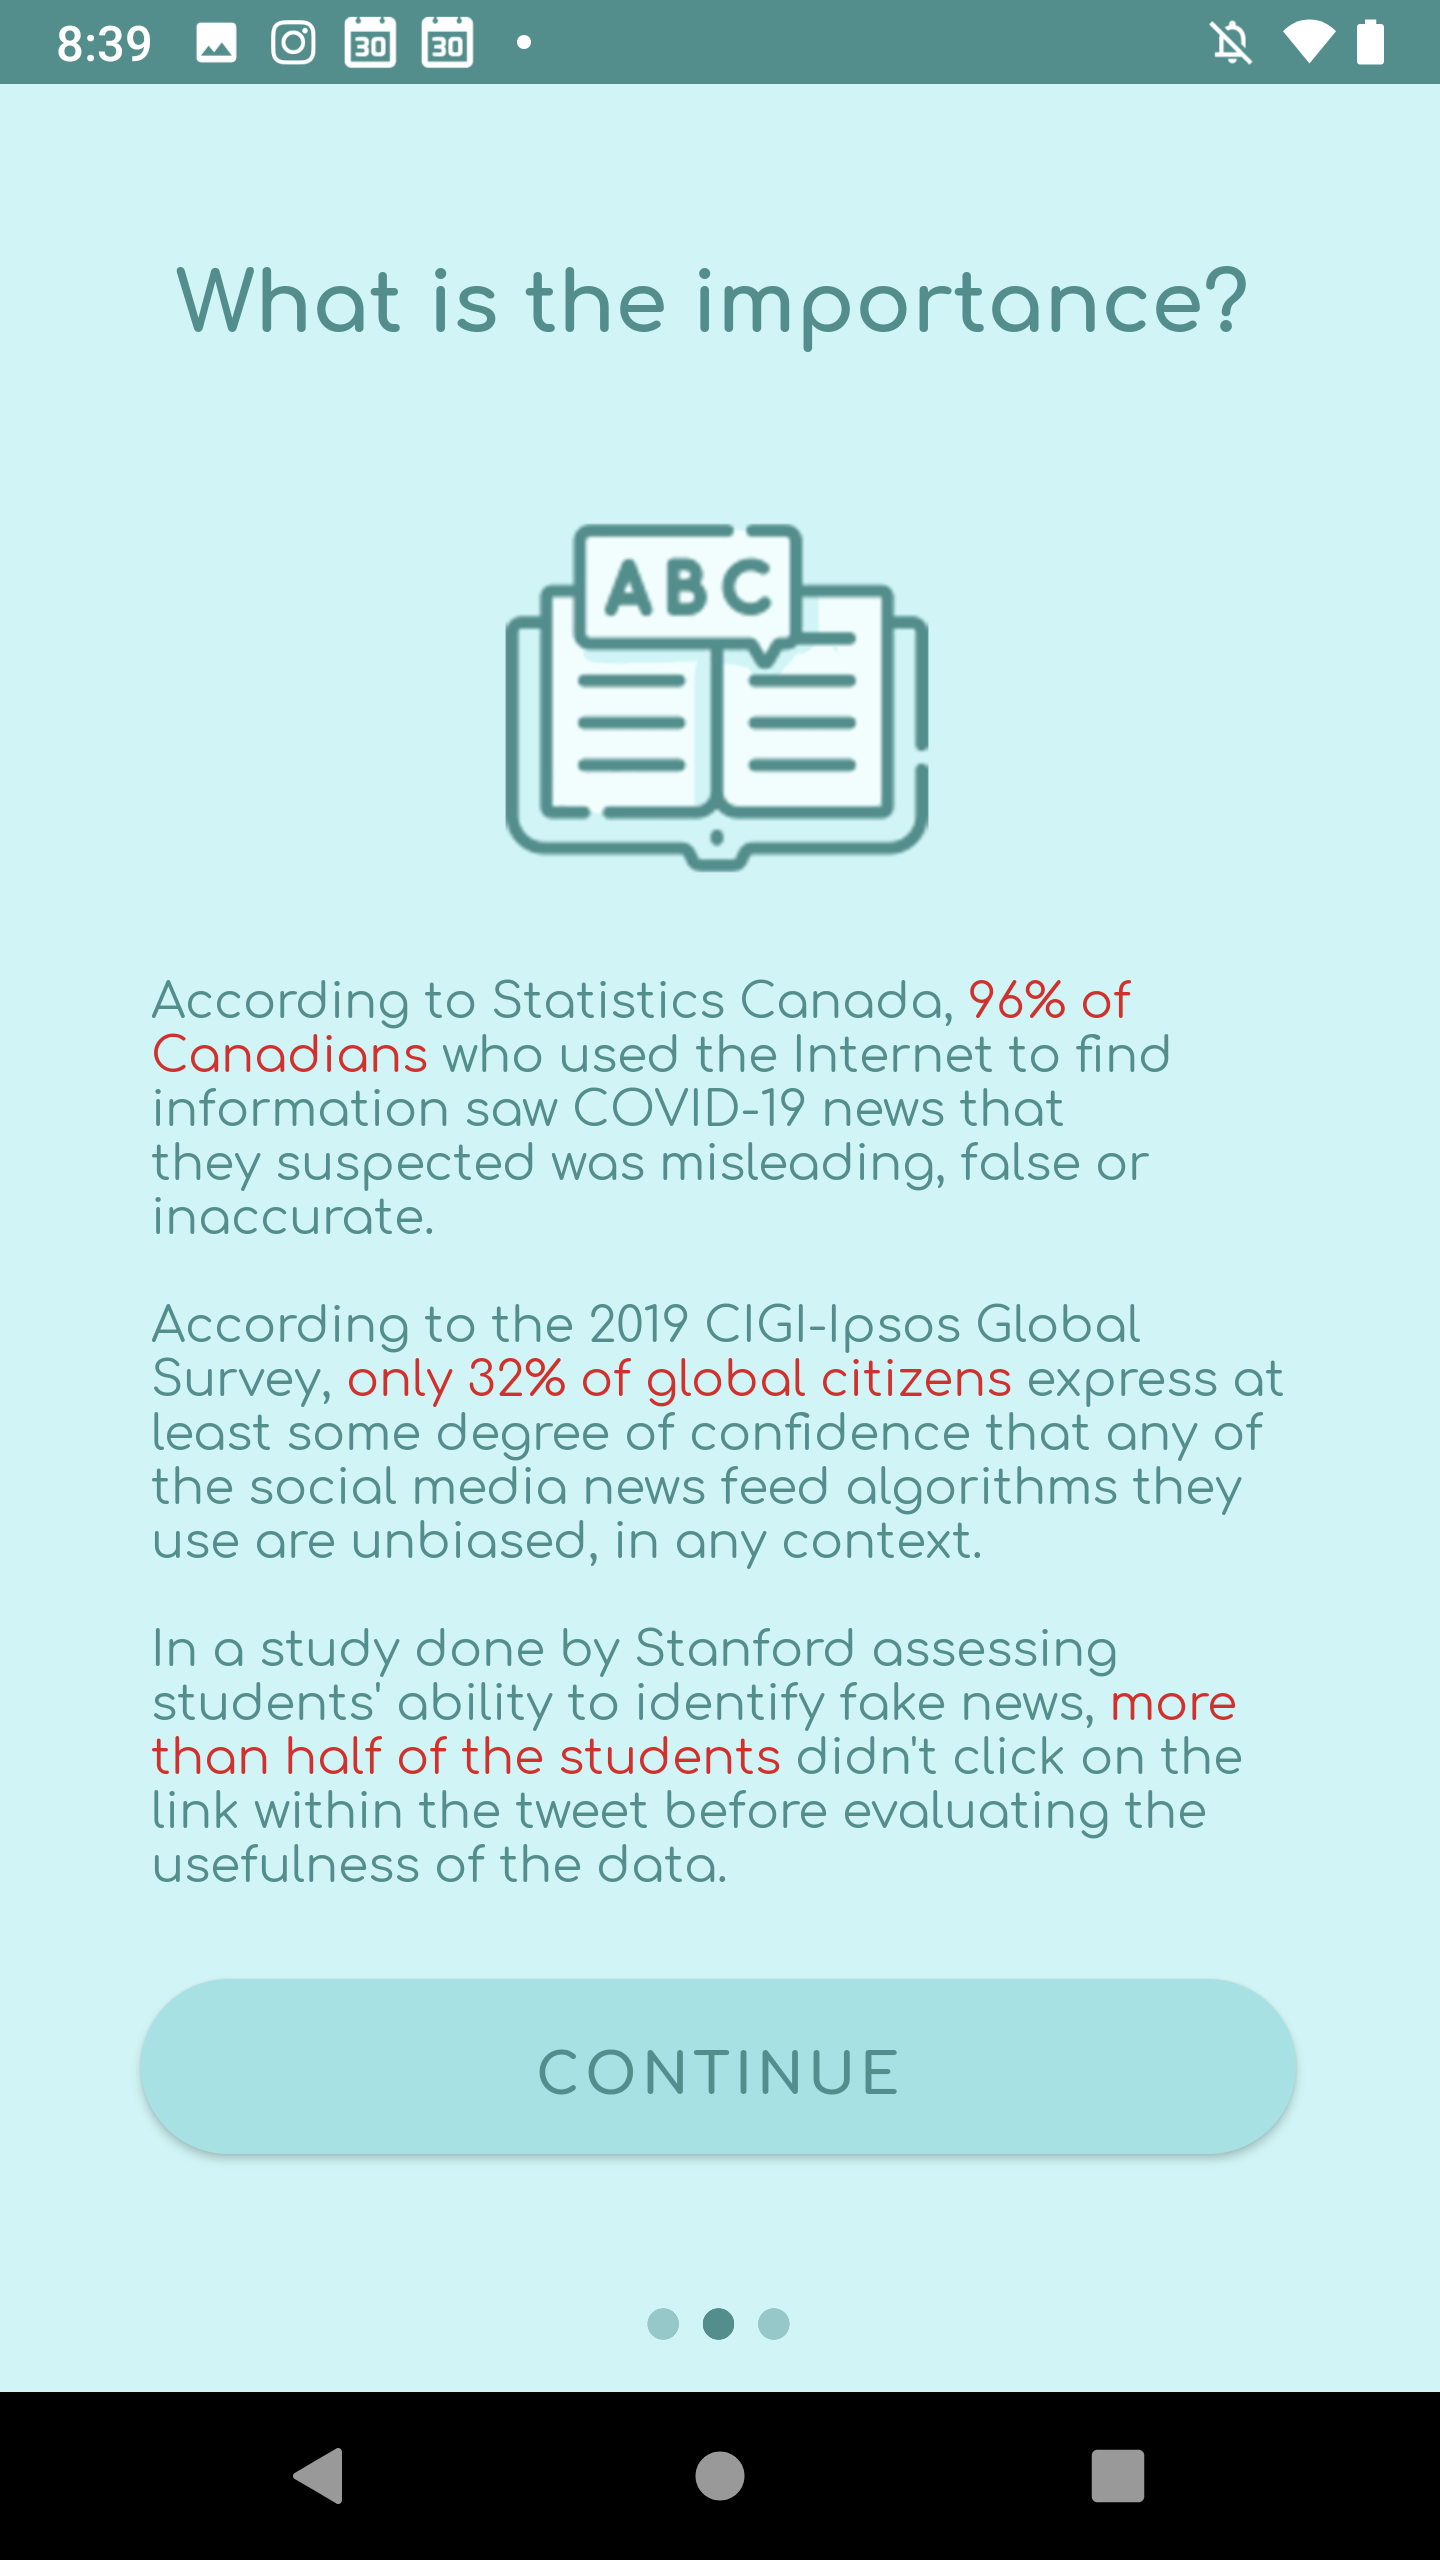 8:39
30
30
What is the importance?
ABC
According to Statistics Canada, 96% of
Canadians who used the Internet to find
information saw COVID-19 news that
they suspected was misleading, false or
inaccurate.
According to the 2019 CIGI-Ipsos Global
Survey, only 32% of global citizens express at
least some degree of confidence that any of
the social media news feed algorithms they
use are unbiased, in any context.
In a study done by Stanford assessing
students' ability to identify fake news, more
than half of the students didn't click on the
link within the tweet before evaluating the
usefulness of the data.
CONTINUE